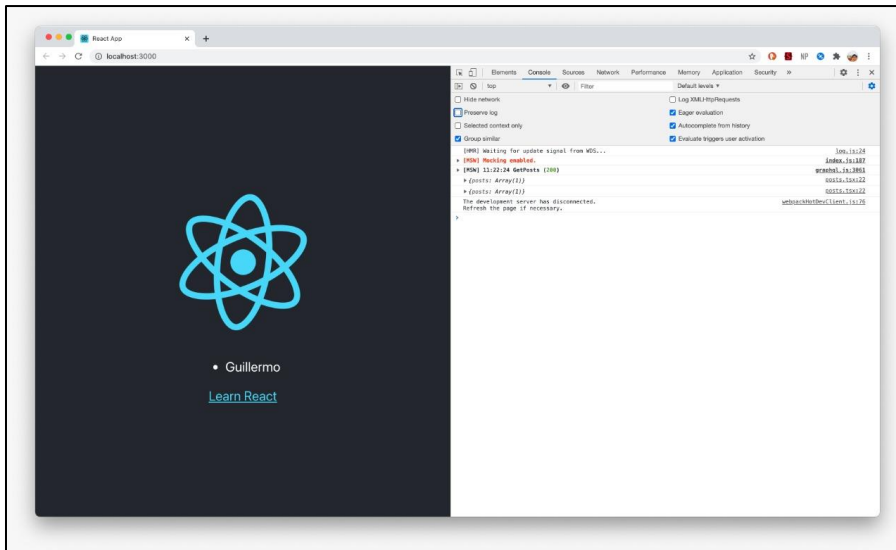 React App
localhost:3000
Elements Console Sources Network Performance Memory Application Security »
top
Filter
Default levels ▼
Hide network
Log XMLHttpRequests
Preserve log
Eager evaluation
Selected context only
Autocomplete from history
Group similar
Evaluate triggers user activation
[HMR] Waiting for update signal from WDS... log.js:24
[MSW] Mocking enabled. index.js:187
[MSW] 11:22:24 GetPosts (200) graphql.js:3861
{posts: Array(1)} posts.tsx:22
{posts: Array(1)} posts.tsx:22
The development server has disconnected. webpackHotDevClient.js:76
Refresh the page if necessary.
• Guillermo
Learn React